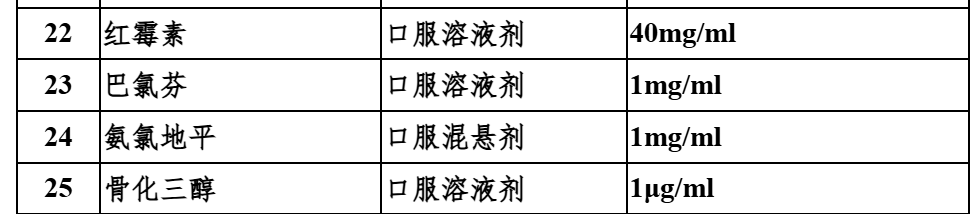 22 红霉素 口服溶液剂 40mg/ml
23 巴氯芬 口服溶液剂 1mg/ml
24 氨氯地平 口服混悬剂 1mg/ml
25 骨化三醇 口服溶液剂 1μg/ml